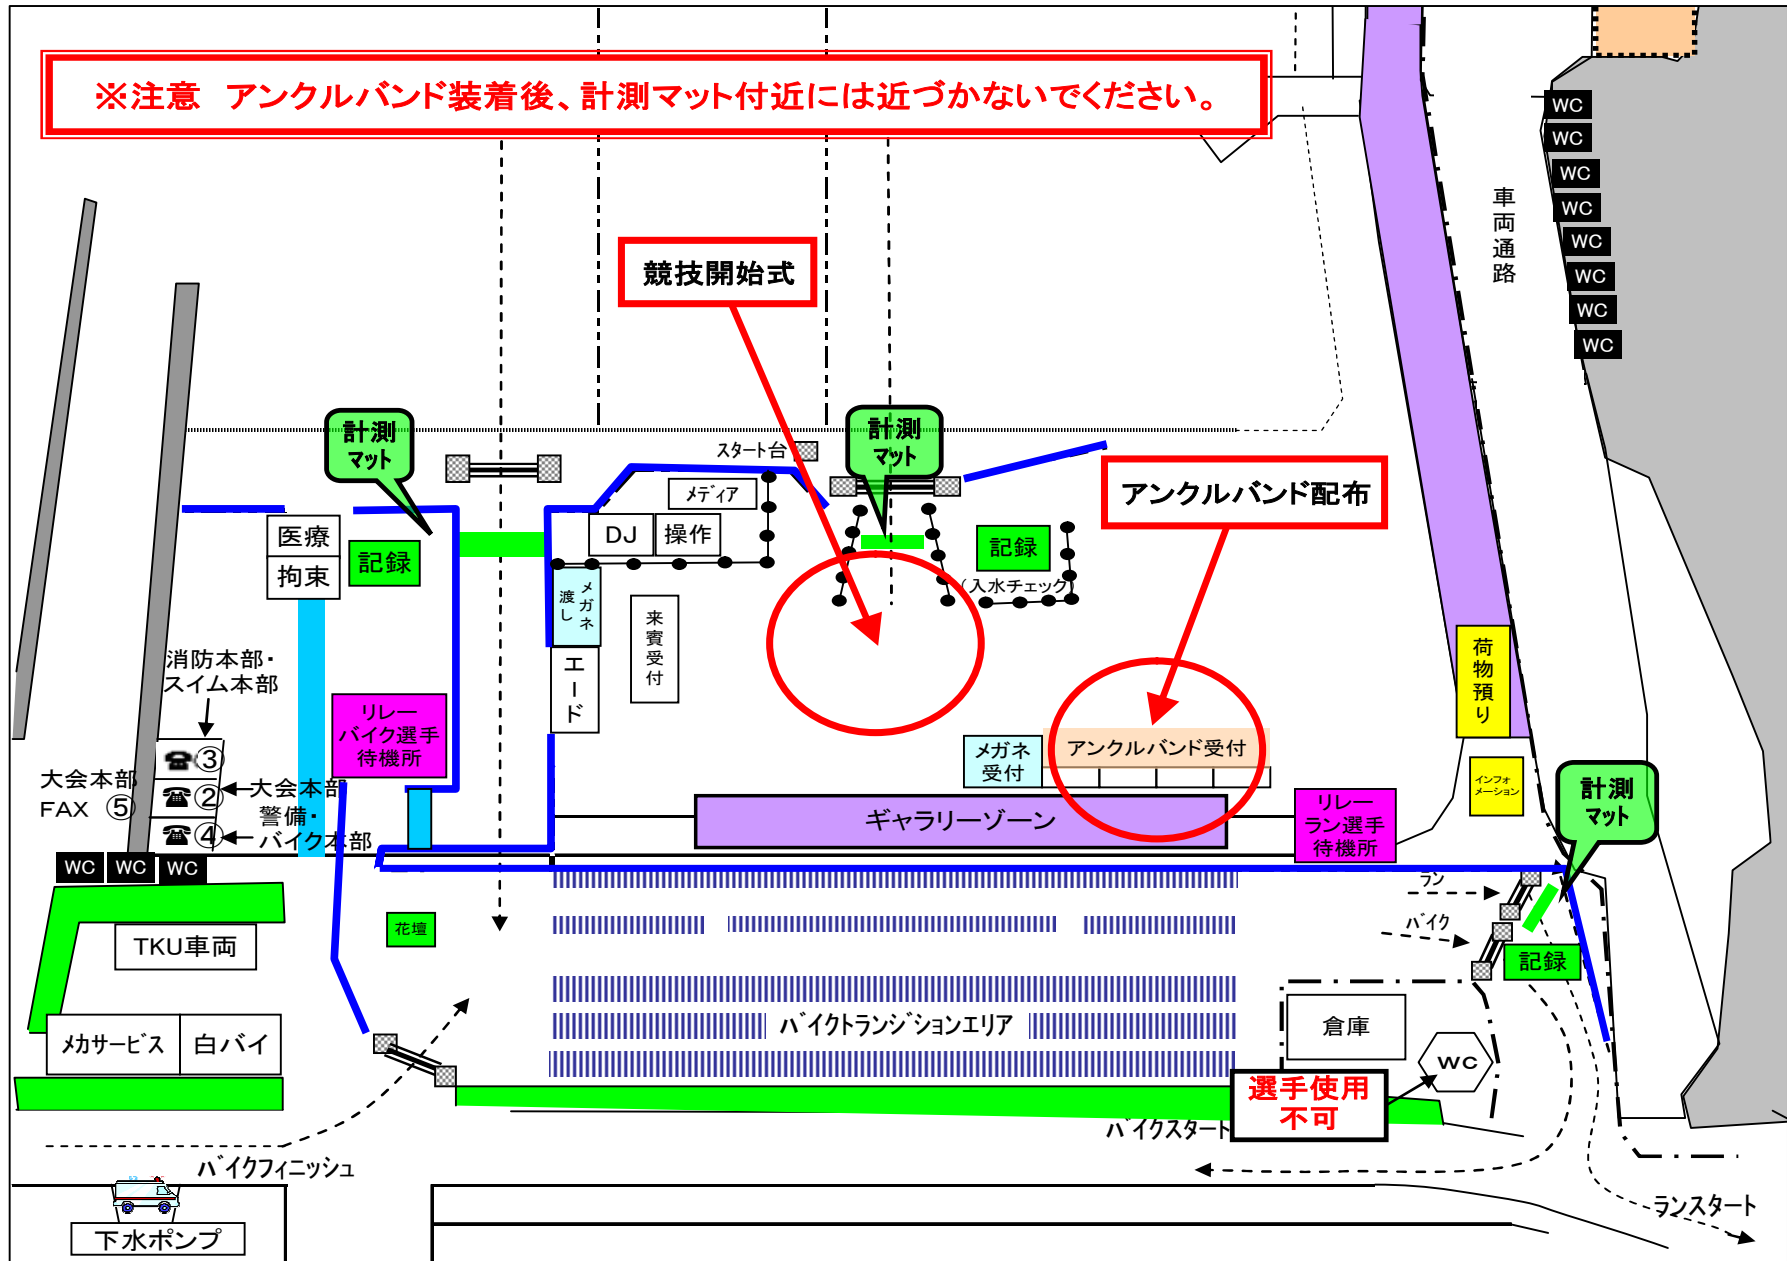 ※注意　アンクルバンド装着後、計測マット付近には近づかないでください。
WC
WC
WC
WC
WC
WC
WC
WC
車両通路
競技開始式
計測
マット
スタート台
計測
マット
アンクルバンド配布
メディア
DJ
操作
医療
拘束
記録
記録
(入水チェック)
メガネ
渡し
エード
来賓受付
荷物預り
消防本部・
スイム本部
リレー
バイク選手
待機所
メガネ
受付
アンクルバンド受付
インフォ
メーション
計測
マット
☎③
大会本部
FAX ⑤
☎②
大会本部
☎④
警備・
バイク本部
ギャラリーゾーン
リレー
ラン選手
待機所
WC
WC
WC
ラン
バイク
花壇
TKU車両
記録
メカサービス
白バイ
バイクトランジションエリア
倉庫
WC
選手使用
不可
バイクスタート
バイクフィニッシュ
ランスタート
下水ポンプ